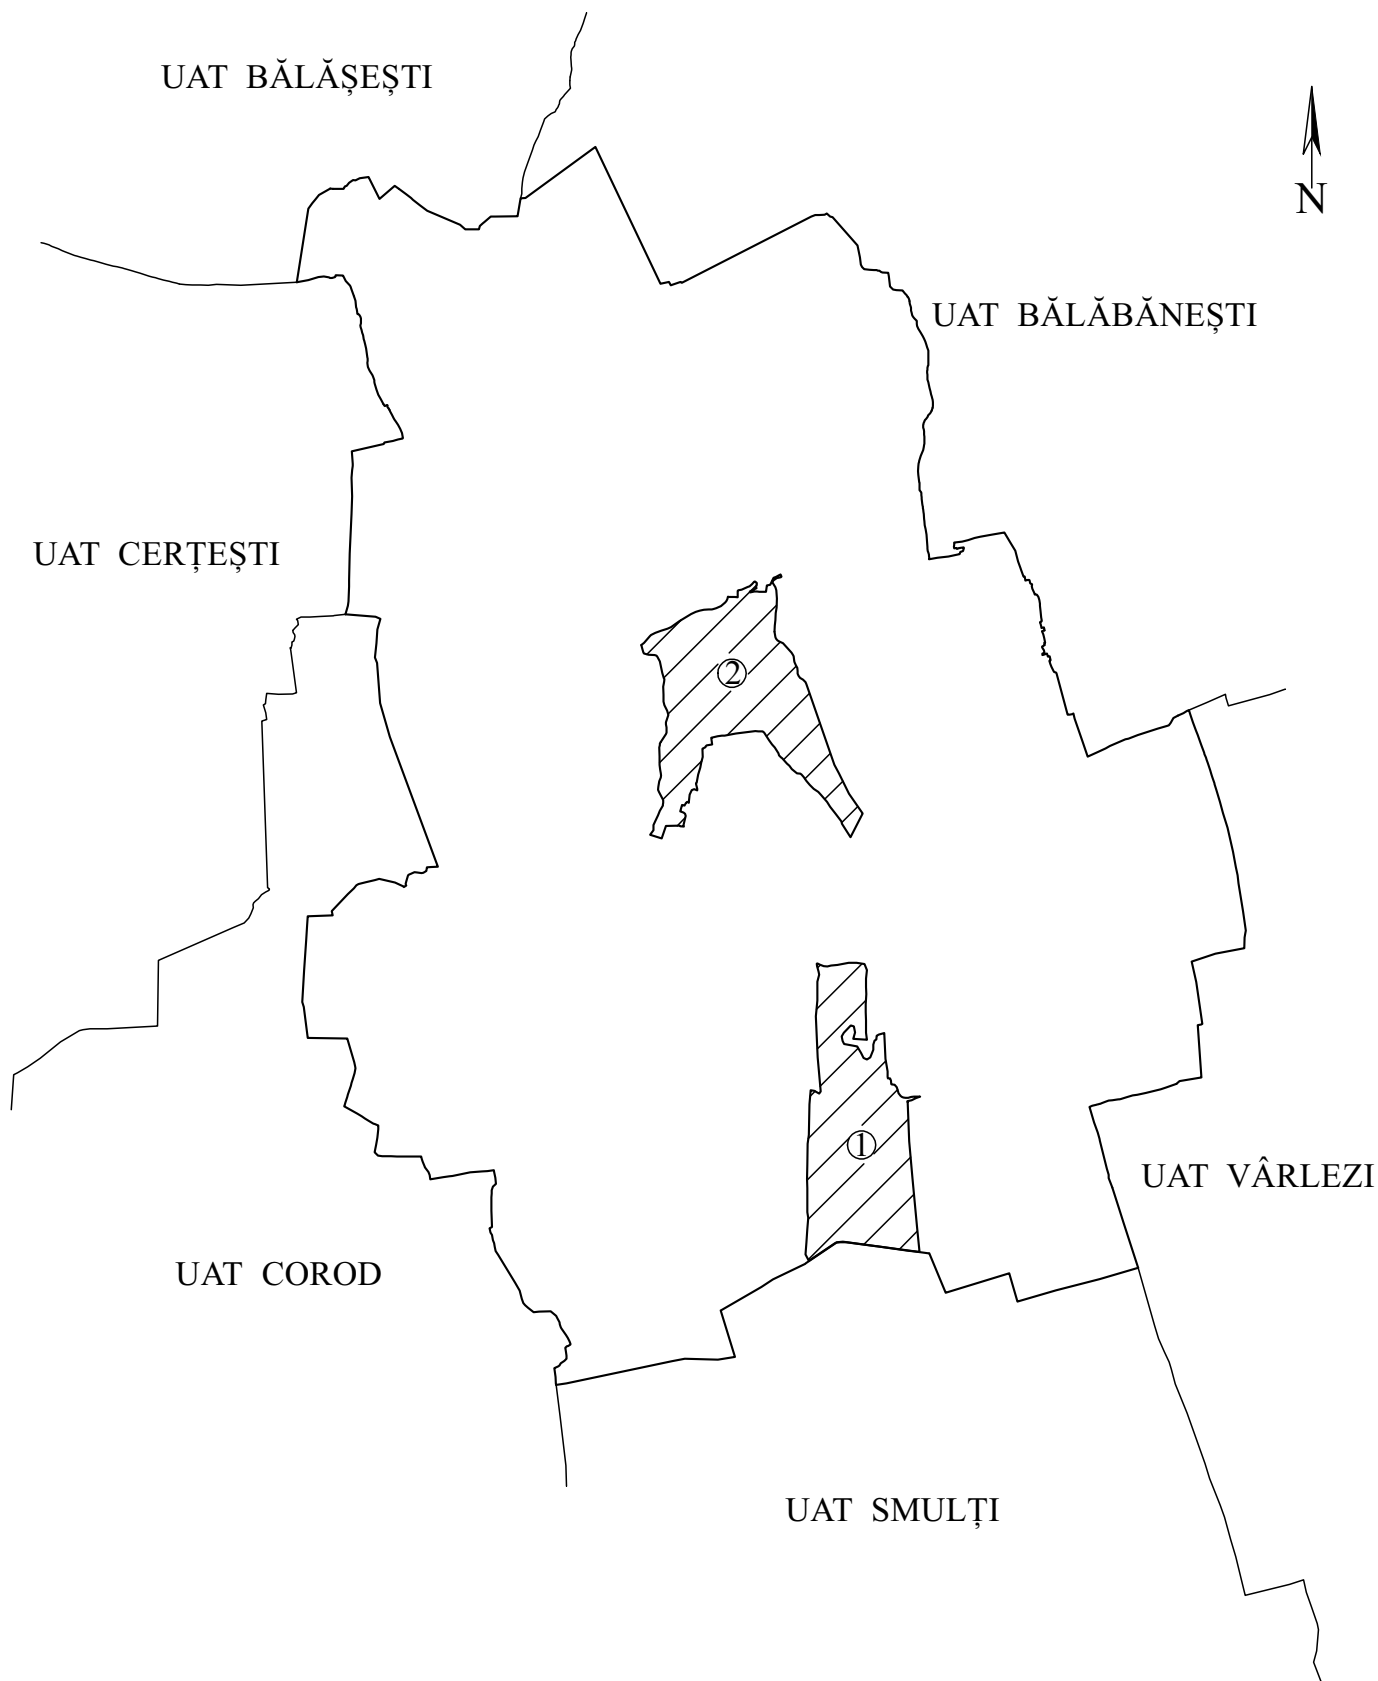 UAT BĂLĂȘEȘTI
N
UAT BĂLĂBĂNEȘTI
UAT CERȚEȘTI
2
1
UAT VÂRLEZI
UAT COROD
UAT SMULȚI